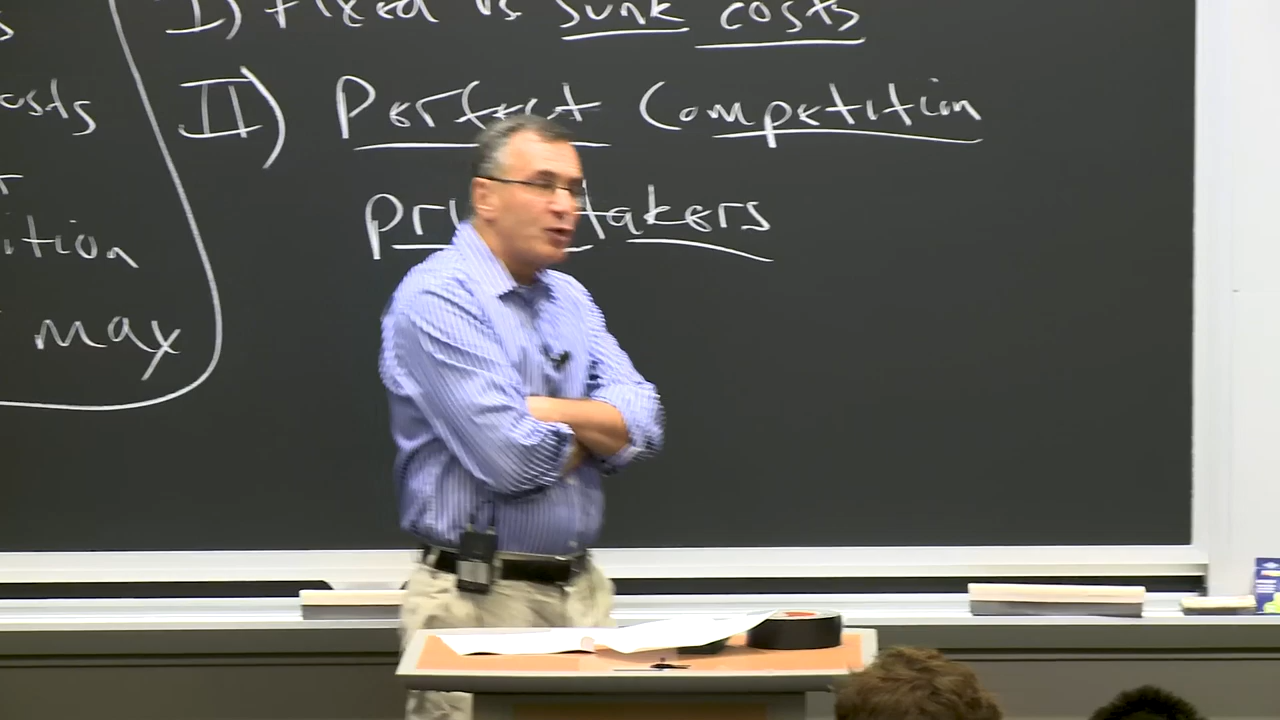 osts
ition
max
I) Fixed vs sunk costs
II) Perfect Competition
takers